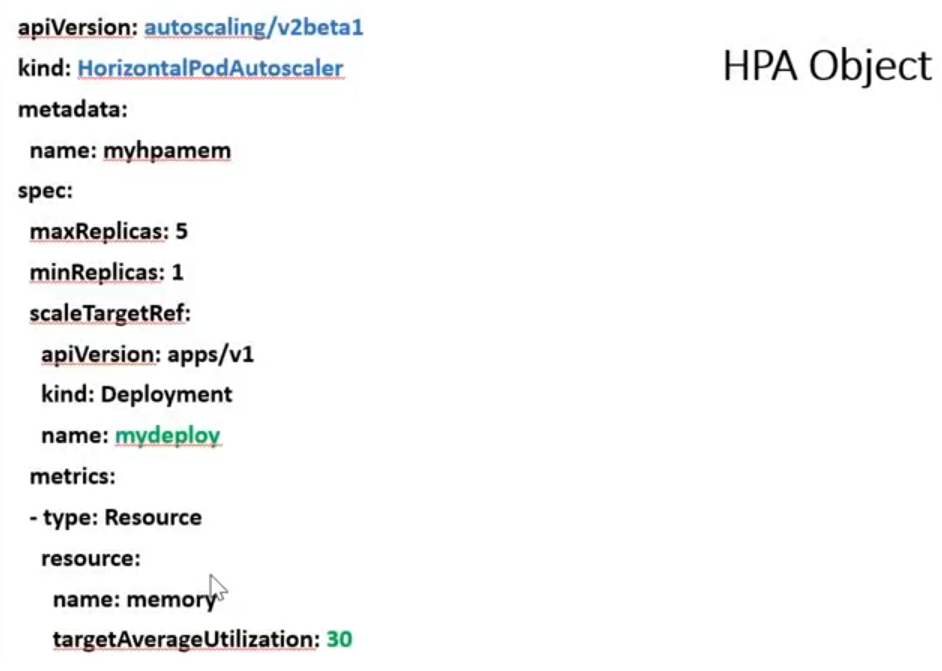 HPA Object
apiVersion: autoscaling/v2beta1
kind: HorizontalPodAutoscaler
metadata:
name: myhpamem
spec:
maxReplicas: 5
minReplicas: 1
scaleTargetRef:
apiVersion: apps/v1
kind: Deployment
name: mydeploy
metrics:
- type: Resource
resource:
name: memory
targetAverageUtilization: 30